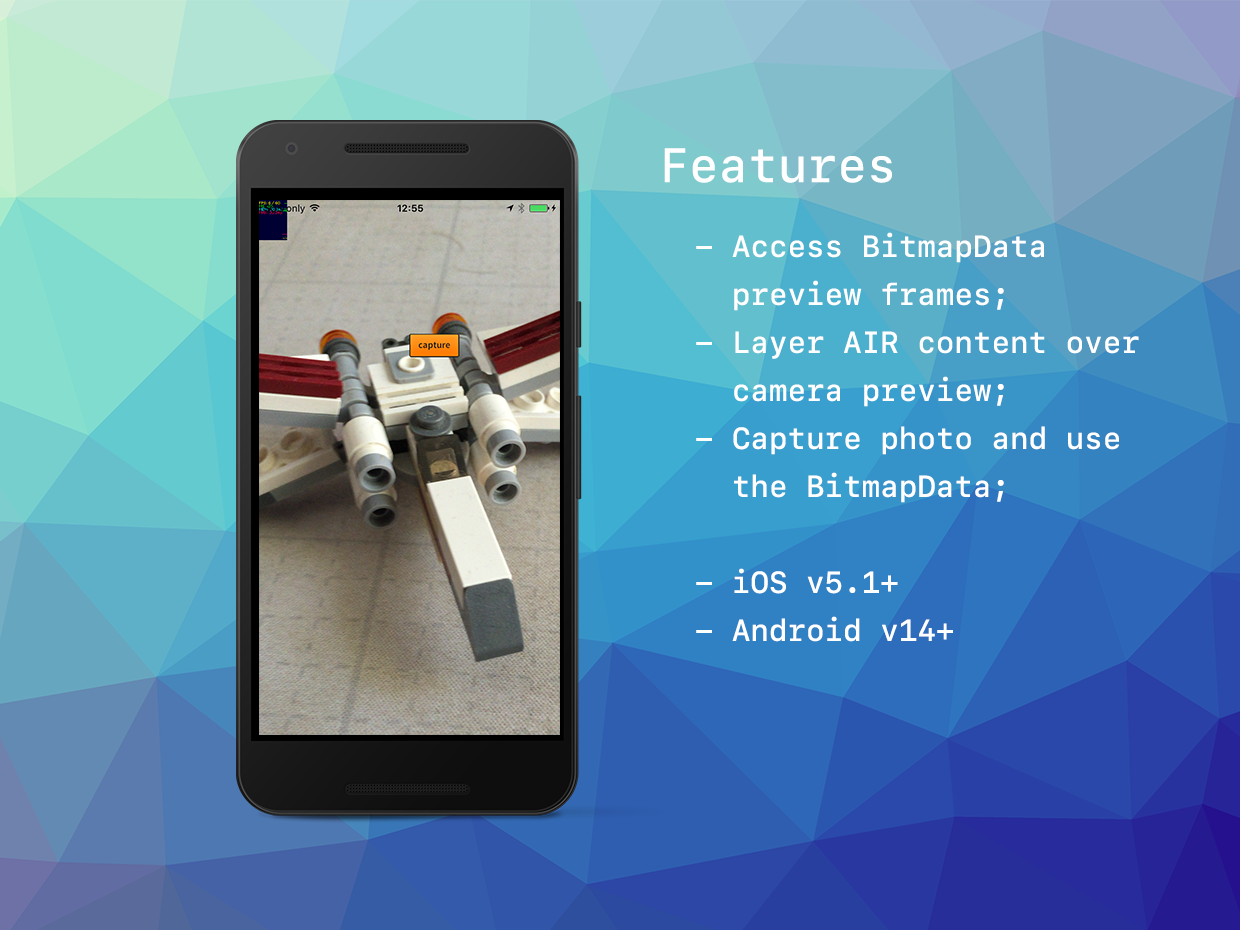 only
12:55
capture
Features
– Access BitmapData
preview frames;
– Layer AIR content over
camera preview;
– Capture photo and use
the BitmapData;
– iOS v5.1+
– Android v14+